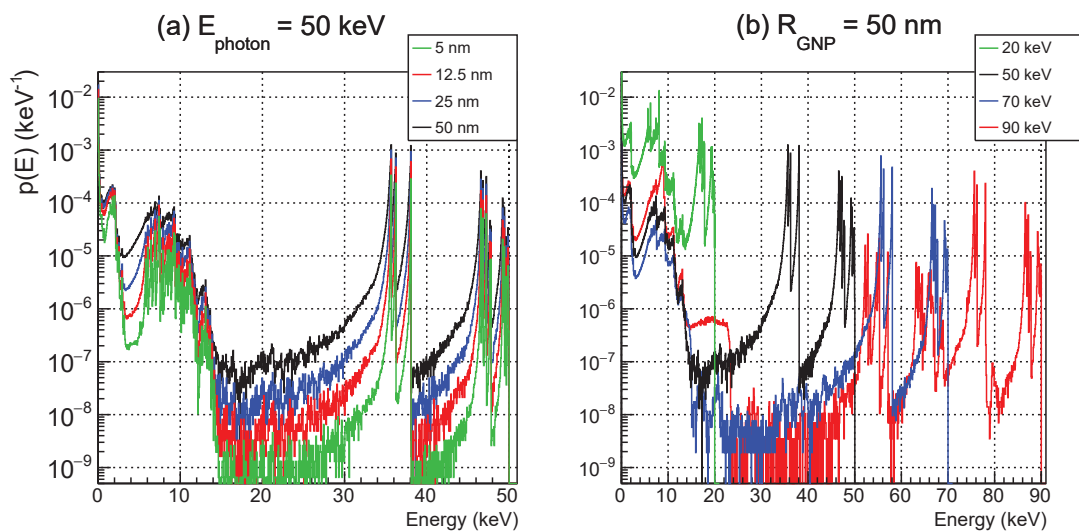 (a) E_photon = 50 keV
5 nm
12.5 nm
25 nm
50 nm
p(E) (keV⁻¹)
10⁻²
10⁻³
10⁻⁴
10⁻⁵
10⁻⁶
10⁻⁷
10⁻⁸
10⁻⁹
0 10 20 30 40 50
Energy (keV)
(b) R_GNP = 50 nm
20 keV
50 keV
70 keV
90 keV
10⁻²
10⁻³
10⁻⁴
10⁻⁵
10⁻⁶
10⁻⁷
10⁻⁸
10⁻⁹
0 10 20 30 40 50 60 70 80 90
Energy (keV)